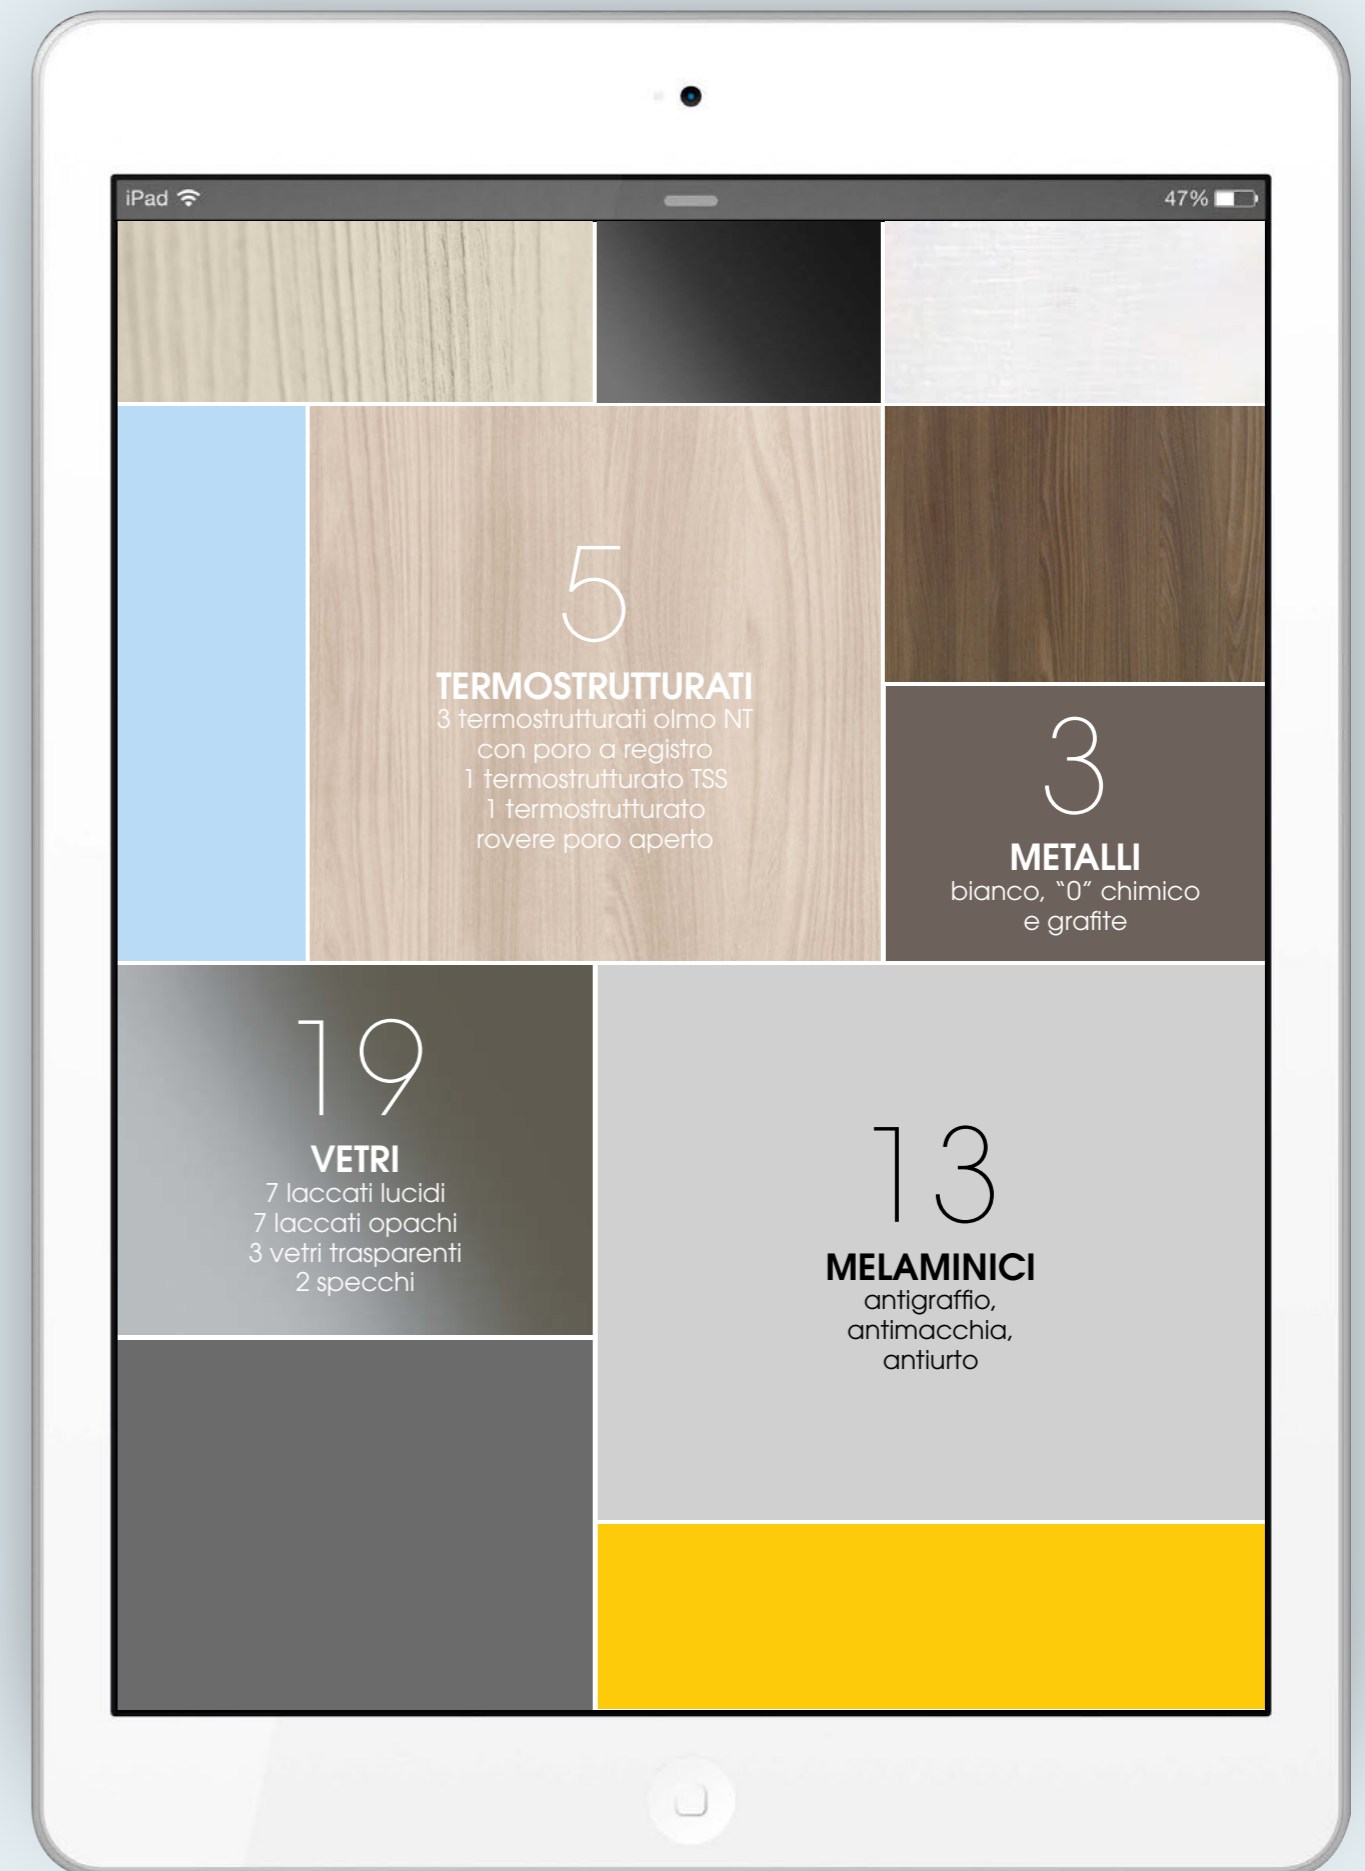 iPad
47%
5
TERMOSTRUTTURATI
3 termostrutturati olmo NT
con poro a registro
1 termostrutturato TSS
1 termostrutturato
rovere poro aperto
3
METALLI
bianco, “0” chimico
e grafite
19
VETRI
7 laccati lucidi
7 laccati opachi
3 vetri trasparenti
2 specchi
13
MELAMINICI
antigraffio,
antimacchia,
antiurto